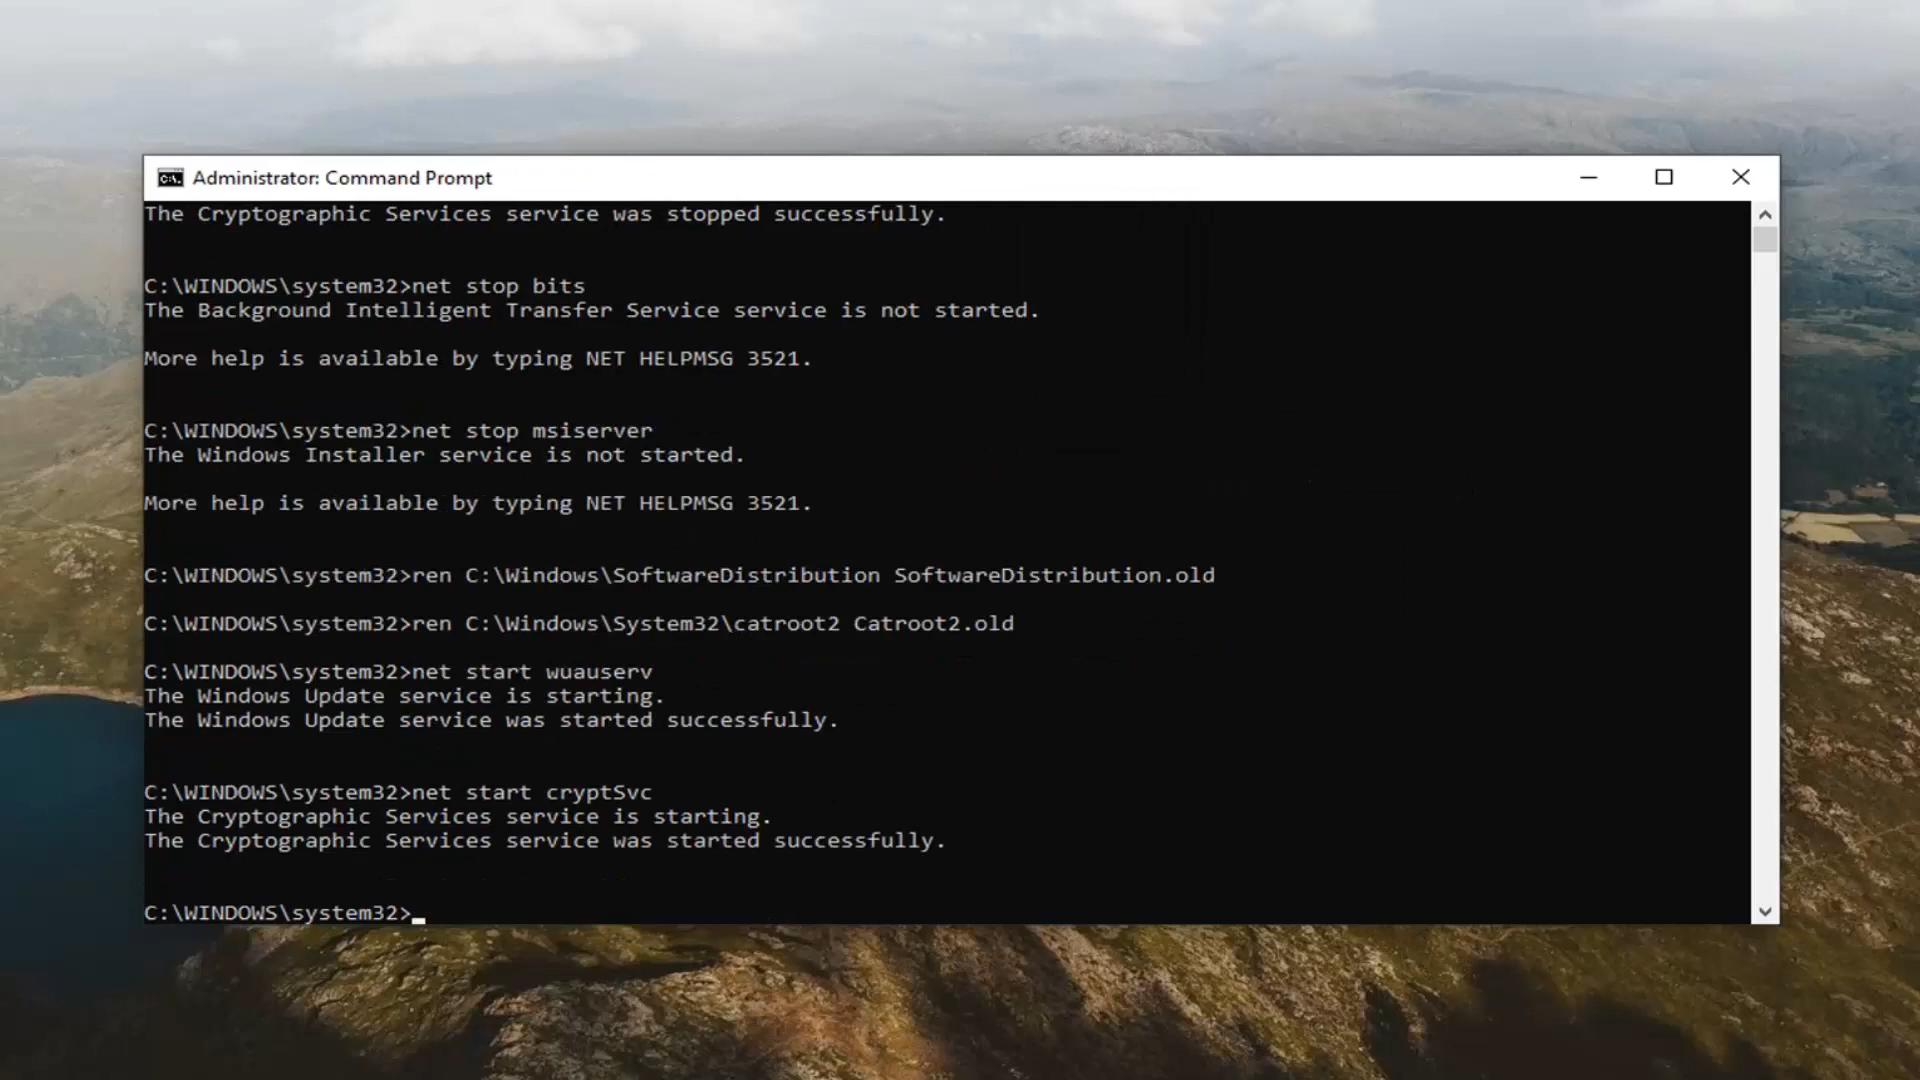 Administrator: Command Prompt
The Cryptographic Services service was stopped successfully.
C:\WINDOWS\system32>net stop bits
The Background Intelligent Transfer Service service is not started.
More help is available by typing NET HELPMSG 3521.
C:\WINDOWS\system32>net stop msiserver
The Windows Installer service is not started.
More help is available by typing NET HELPMSG 3521.
C:\WINDOWS\system32>ren C:\Windows\SoftwareDistribution SoftwareDistribution.old
C:\WINDOWS\system32>ren C:\Windows\System32\catroot2 Catroot2.old
C:\WINDOWS\system32>net start wuauserv
The Windows Update service is starting.
The Windows Update service was started successfully.
C:\WINDOWS\system32>net start cryptSvc
The Cryptographic Services service is starting.
The Cryptographic Services service was started successfully.
C:\WINDOWS\system32>